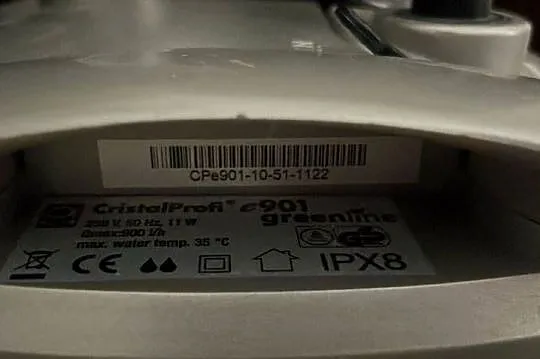 CPe901-10-51-1122
CristalProfi® e901
greenline
230 V, 50 Hz, 11 W
Qmax:900 l/h
max. water temp. 35 °C
CE
GS
IPX8